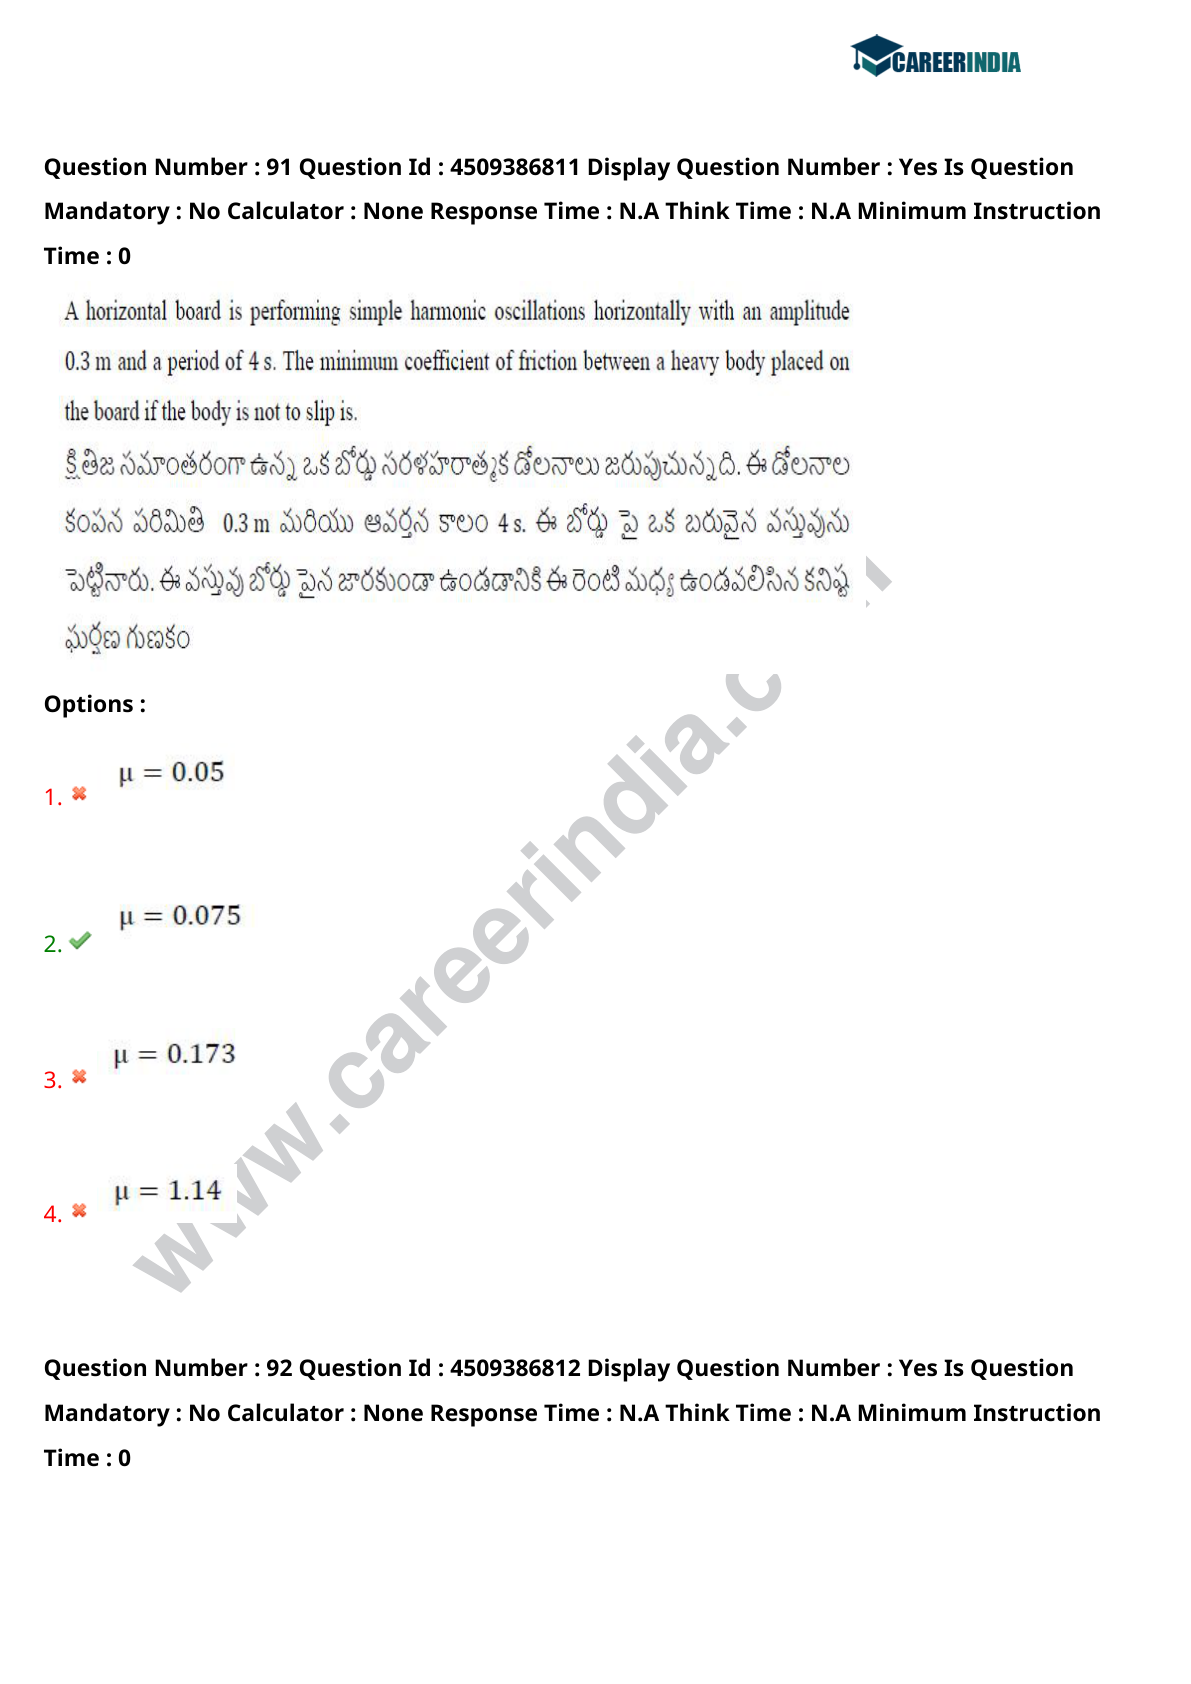 CAREERINDIA
Question Number : 91 Question Id : 4509386811 Display Question Number : Yes Is Question
Mandatory : No Calculator : None Response Time : N.A Think Time : N.A Minimum Instruction
Time : 0
A horizontal board is performing simple harmonic oscillations horizontally with an amplitude
0.3 m and a period of 4 s. The minimum coefficient of friction between a heavy body placed on
the board if the body is not to slip is.
క్షితిజ సమాంతరంగా ఉన్న ఒక బోర్డు సరళహరాత్మక డోలనాలు జరుపుచున్నది. ఈ డోలనాల
కంపన పరిమితి 0.3 m మరియు ఆవర్తన కాలం 4 s. ఈ బోర్డు పై ఒక బరువైన వస్తువును
పెట్టినారు. ఈ వస్తువు బోర్డు పైన జారకుండా ఉండడానికి ఈ రెంటి మధ్య ఉండవలిసిన కనిష్ట
ఘర్షణ గుణకం
Options :
1. μ = 0.05
2. μ = 0.075
3. μ = 0.173
4. μ = 1.14
www.careerindia.c
Question Number : 92 Question Id : 4509386812 Display Question Number : Yes Is Question
Mandatory : No Calculator : None Response Time : N.A Think Time : N.A Minimum Instruction
Time : 0